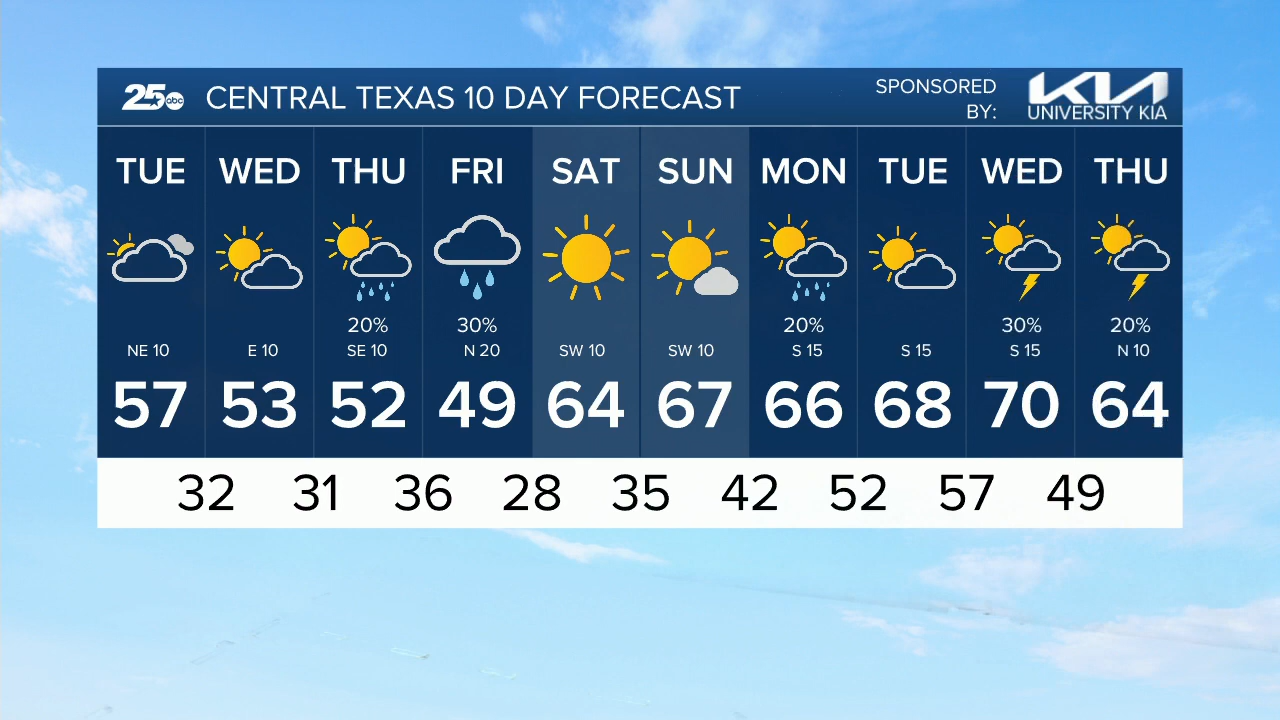 25 abc CENTRAL TEXAS 10 DAY FORECAST
SPONSORED
BY:
KIA
UNIVERSITY KIA
TUE WED THU FRI SAT SUN MON TUE WED THU
20% 30% 20% 30% 20%
NE 10 E 10 SE 10 N 20 SW 10 SW 10 S 15 S 15 S 15 N 10
57 53 52 49 64 67 66 68 70 64
32 31 36 28 35 42 52 57 49